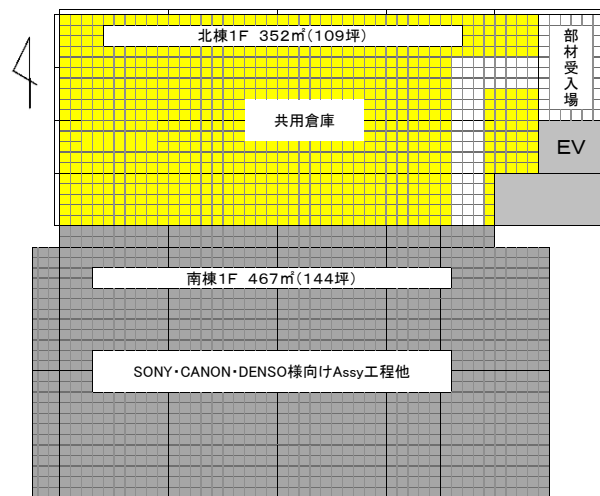 北棟1F 352㎡(109坪)
部材受入場
共用倉庫
EV
南棟1F 467㎡(144坪)
SONY・CANON・DENSO様向けAssy工程他